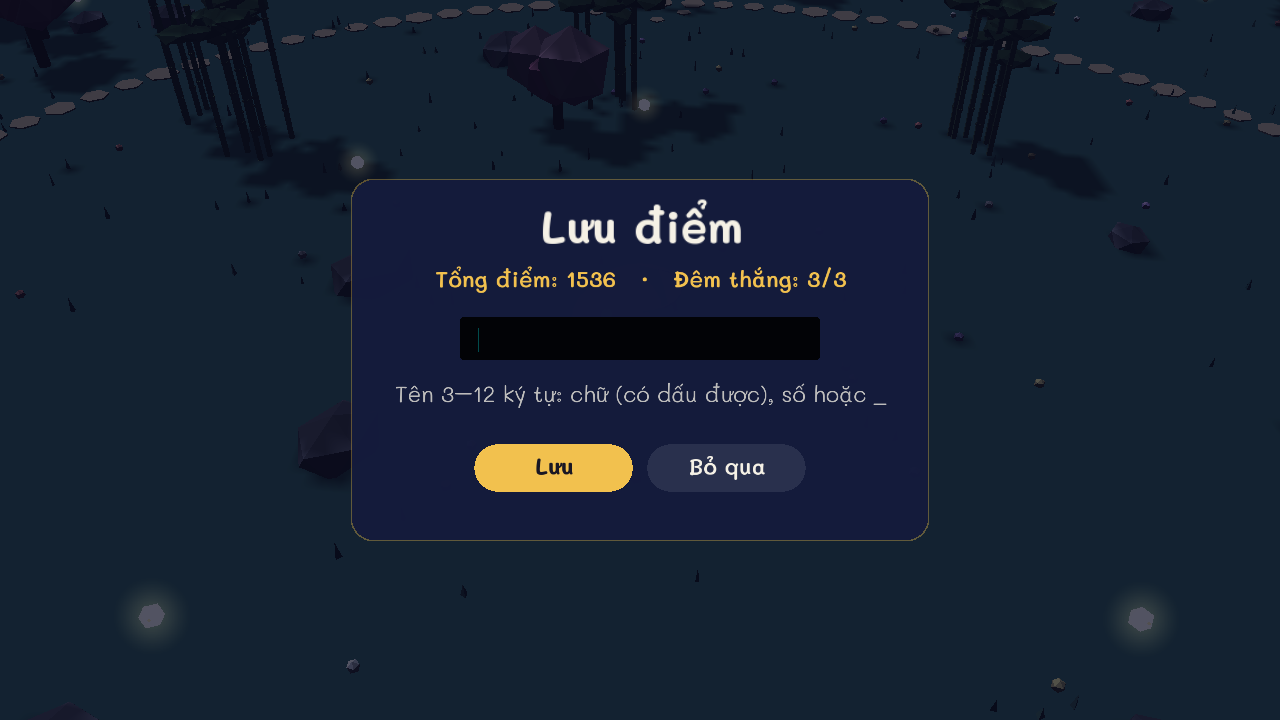 Lưu điểm
Tổng điểm: 1536 · Đêm thắng: 3/3
Tên 3–12 ký tự: chữ (có dấu được), số hoặc _
Lưu
Bỏ qua